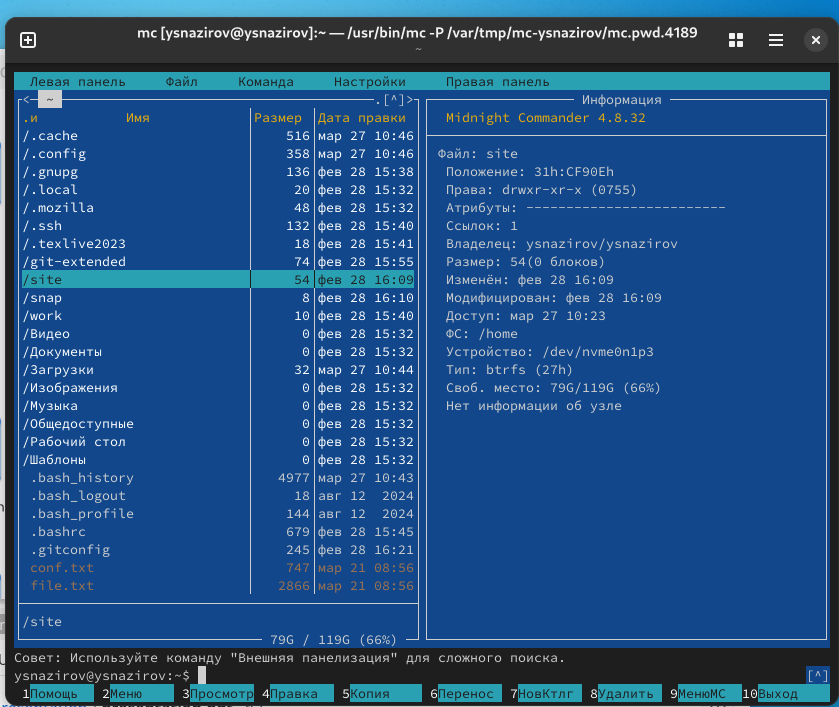 mc [ysnazirov@ysnazirov]:~ — /usr/bin/mc -P /var/tmp/mc-ysnazirov/mc.pwd.4189
~
Левая панель Файл Команда Настройки Правая панель
<─ ~ ─.[^]>
.и Имя Размер Дата правки
/.cache 516 мар 27 10:46
/.config 358 мар 27 10:46
/.gnupg 136 фев 28 15:38
/.local 20 фев 28 15:32
/.mozilla 48 фев 28 15:32
/.ssh 132 фев 28 15:40
/.texlive2023 18 фев 28 15:41
/git-extended 74 фев 28 15:55
/site 54 фев 28 16:09
/snap 8 фев 28 16:10
/work 10 фев 28 15:40
/Видео 0 фев 28 15:32
/Документы 0 фев 28 15:32
/Загрузки 32 мар 27 10:44
/Изображения 0 фев 28 15:32
/Музыка 0 фев 28 15:32
/Общедоступные 0 фев 28 15:32
/Рабочий стол 0 фев 28 15:32
/Шаблоны 0 фев 28 15:32
.bash_history 4977 мар 27 10:43
.bash_logout 18 авг 12 2024
.bash_profile 144 авг 12 2024
.bashrc 679 фев 28 15:45
.gitconfig 245 фев 28 16:21
conf.txt 747 мар 21 08:56
file.txt 2866 мар 21 08:56
/site
79G / 119G (66%)
Информация
Midnight Commander 4.8.32
Файл: site
Положение: 31h:CF90Eh
Права: drwxr-xr-x (0755)
Атрибуты: -------------------------
Ссылок: 1
Владелец: ysnazirov/ysnazirov
Размер: 54(0 блоков)
Изменён: фев 28 16:09
Модифицирован: фев 28 16:09
Доступ: мар 27 10:23
ФС: /home
Устройство: /dev/nvme0n1p3
Тип: btrfs (27h)
Своб. место: 79G/119G (66%)
Нет информации об узле
Совет: Используйте команду "Внешняя панелизация" для сложного поиска.
ysnazirov@ysnazirov:~$ [^]
1Помощь 2Меню 3Просмотр 4Правка 5Копия 6Перенос 7НовКтлг 8Удалить 9МенюMC 10Выход